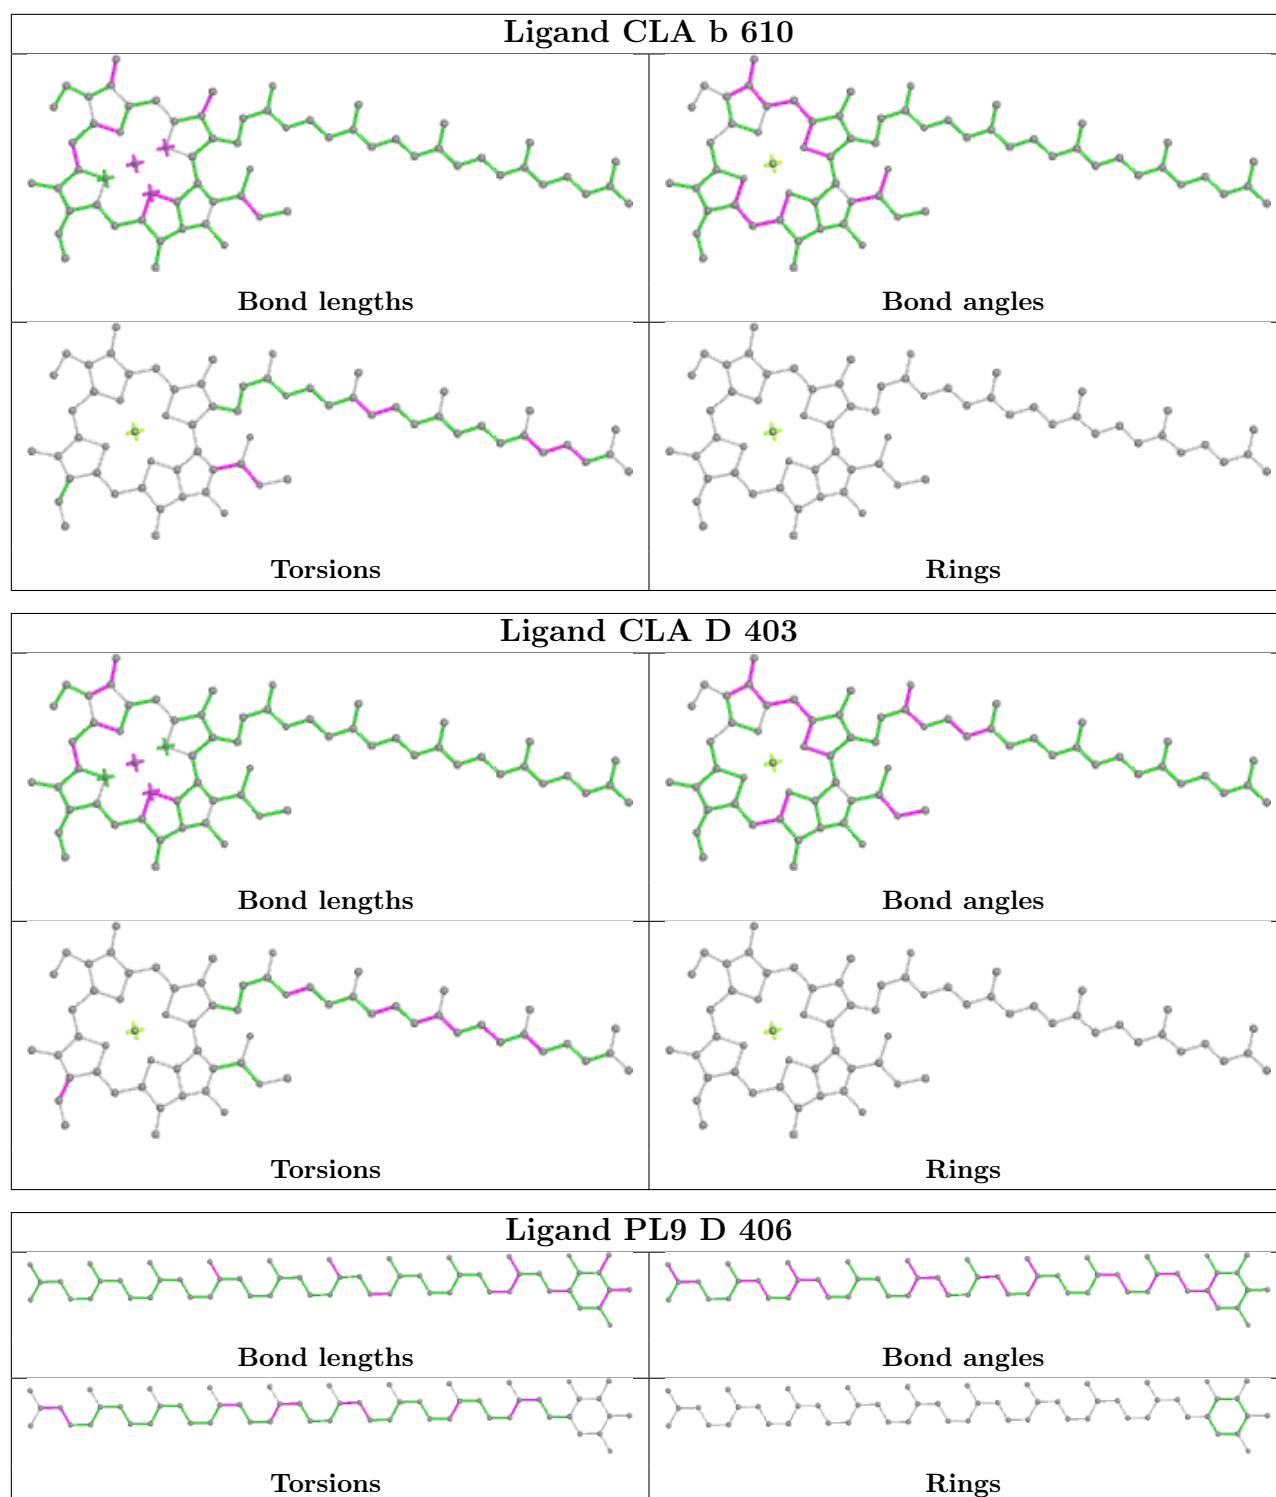 Ligand CLA b 610
Bond lengths
Bond angles
Torsions
Rings
Ligand CLA D 403
Bond lengths
Bond angles
Torsions
Rings
Ligand PL9 D 406
Bond lengths
Bond angles
Torsions
Rings